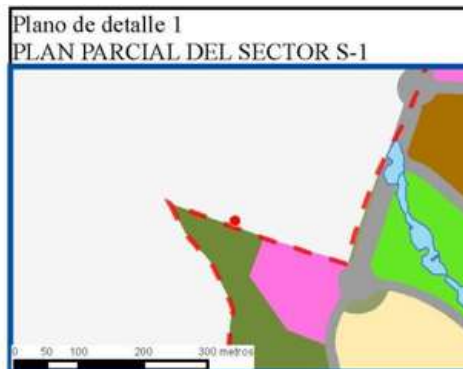 Plano de detalle 1
PLAN PARCIAL DEL SECTOR S-1
0 50 100 200 300 metros